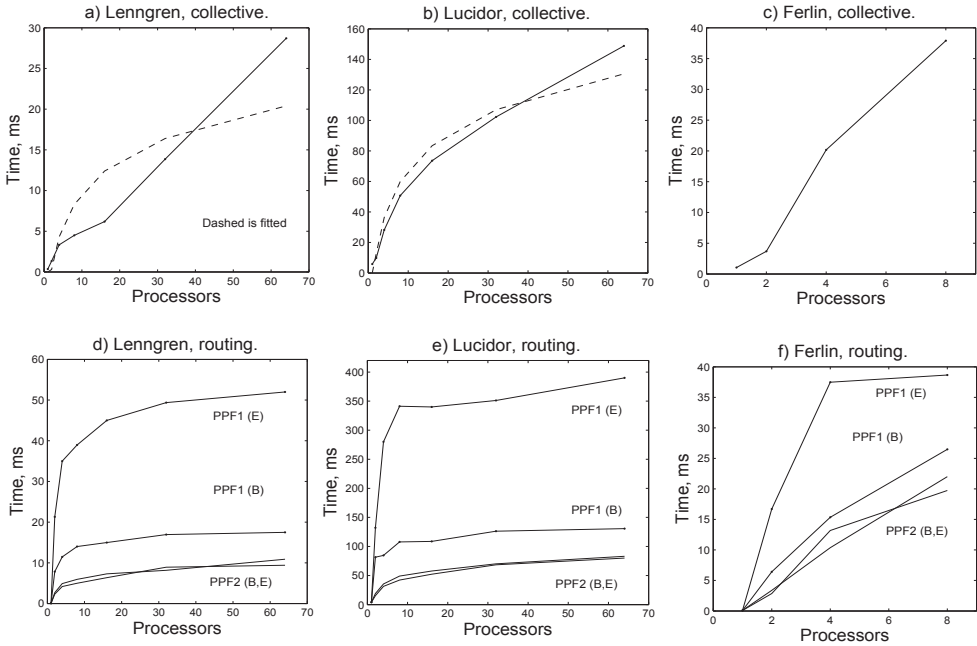 a) Lenngren, collective.
30
25
20
15
10
5
0
0 10 20 30 40 50 60 70
Time, ms
Processors
Dashed is fitted
b) Lucidor, collective.
160
140
120
100
80
60
40
20
0
0 10 20 30 40 50 60 70
Time, ms
Processors
c) Ferlin, collective.
40
35
30
25
20
15
10
5
0
0 2 4 6 8
Time, ms
Processors
d) Lenngren, routing.
60
50
40
30
20
10
0
0 10 20 30 40 50 60 70
Time, ms
Processors
PPF1 (E)
PPF1 (B)
PPF2 (B,E)
e) Lucidor, routing.
400
350
300
250
200
150
100
50
0
0 10 20 30 40 50 60 70
Time, ms
Processors
PPF1 (E)
PPF1 (B)
PPF2 (B,E)
f) Ferlin, routing.
40
35
30
25
20
15
10
5
0
0 2 4 6 8
Time, ms
Processors
PPF1 (E)
PPF1 (B)
PPF2 (B,E)